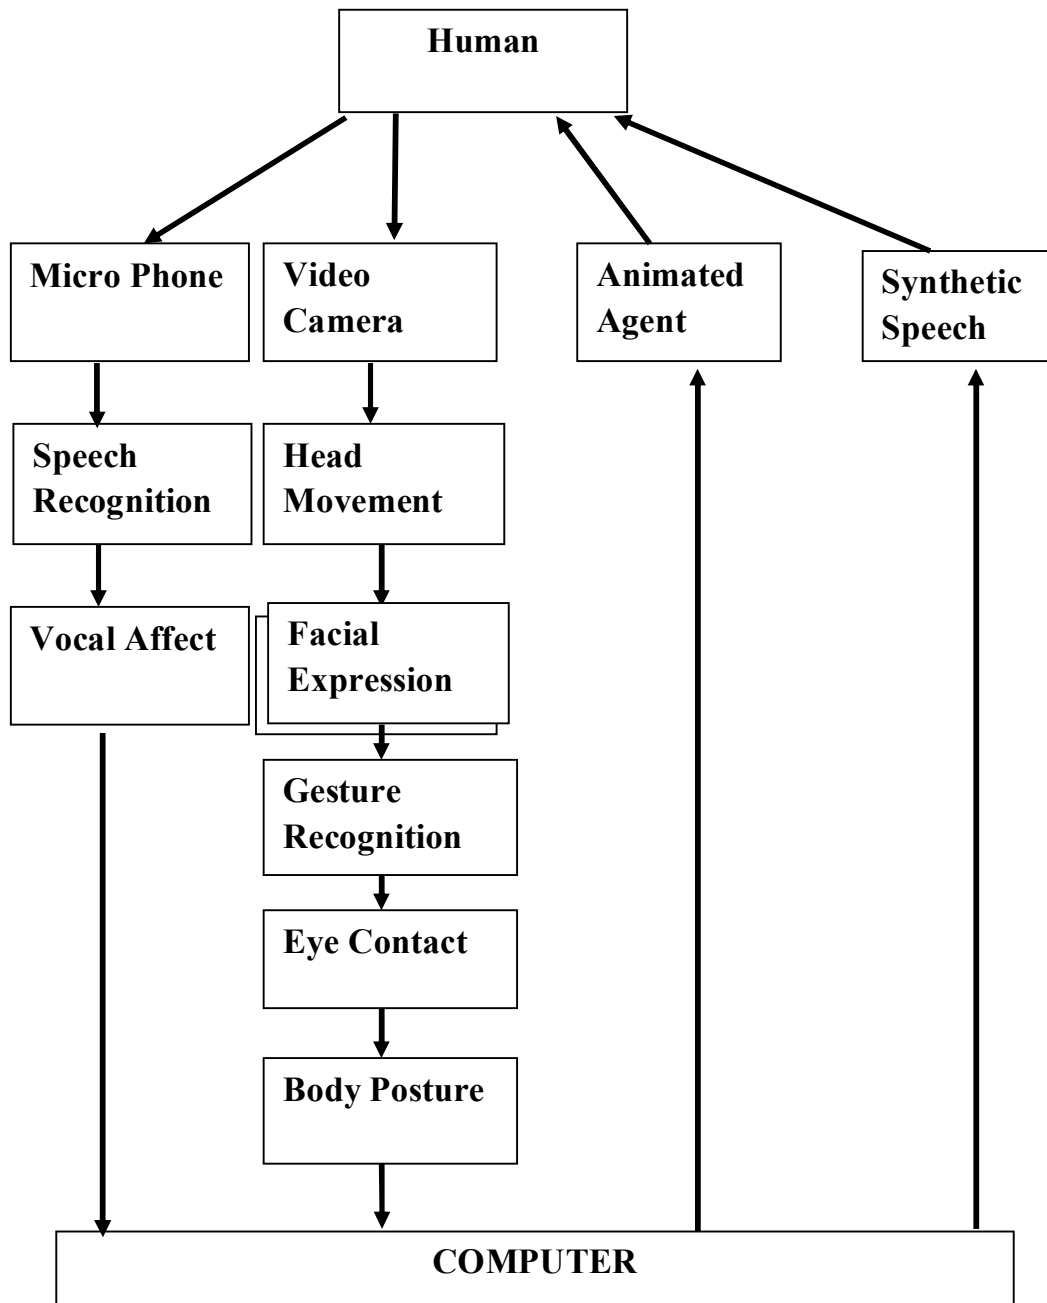 Human
Micro Phone
Video
Camera
Animated
Agent
Synthetic
Speech
Speech
Recognition
Head
Movement
Vocal Affect
Facial
Expression
Gesture
Recognition
Eye Contact
Body Posture
COMPUTER